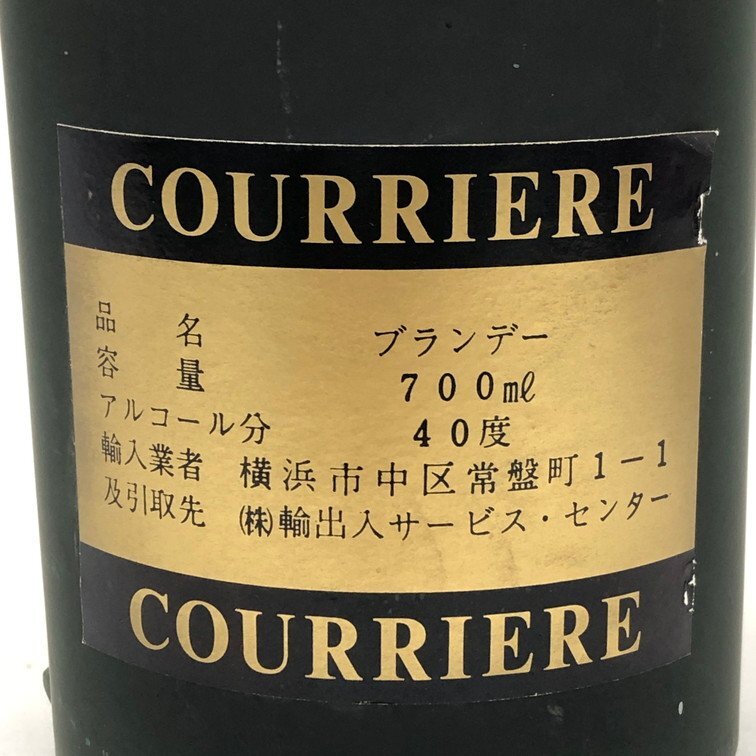 COURRIERE
品名 ブランデー
容量 700㎖
アルコール分 40度
輸入業者 横浜市中区常盤町1-1
及引取先 ㈱輸出入サービス・センター
COURRIERE